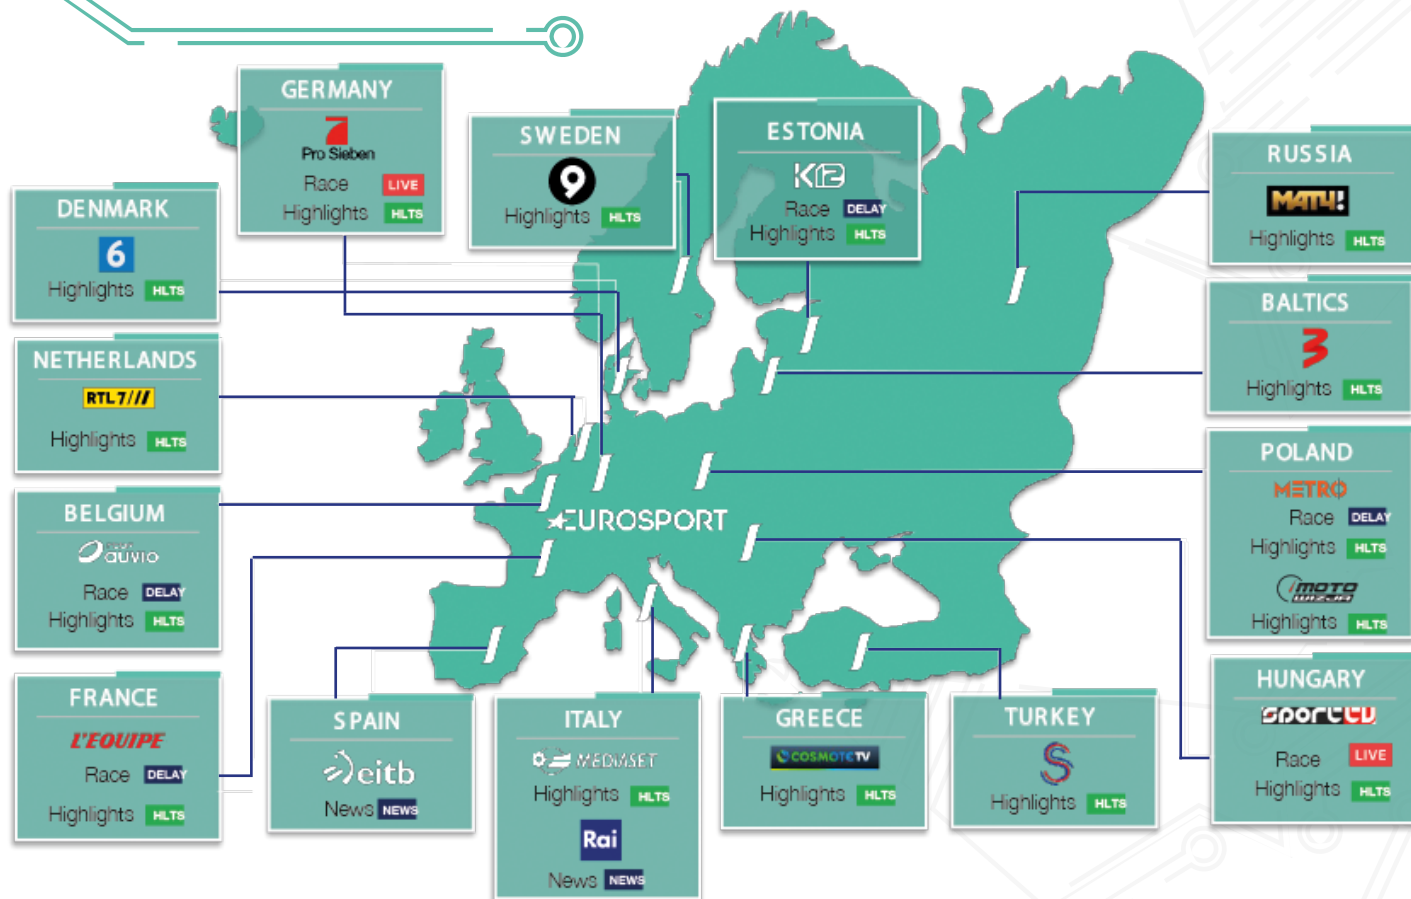 GERMANY
Pro Sieben
Race LIVE
Highlights HLTS
SWEDEN
9
Highlights HLTS
ESTONIA
K12
Race DELAY
Highlights HLTS
RUSSIA
МАТЧ!
Highlights HLTS
DENMARK
6
Highlights HLTS
BALTICS
3
Highlights HLTS
NETHERLANDS
RTL 7
Highlights HLTS
POLAND
METRO
Race DELAY
Highlights HLTS
MOTO
WIZJA
Highlights HLTS
BELGIUM
auvio
Race DELAY
Highlights HLTS
EUROSPORT
FRANCE
L'EQUIPE
Race DELAY
Highlights HLTS
SPAIN
eitb
News NEWS
ITALY
MEDIASET
Highlights HLTS
Rai
News NEWS
GREECE
COSMOTE TV
Highlights HLTS
TURKEY
S
Highlights HLTS
HUNGARY
sporttv
Race LIVE
Highlights HLTS